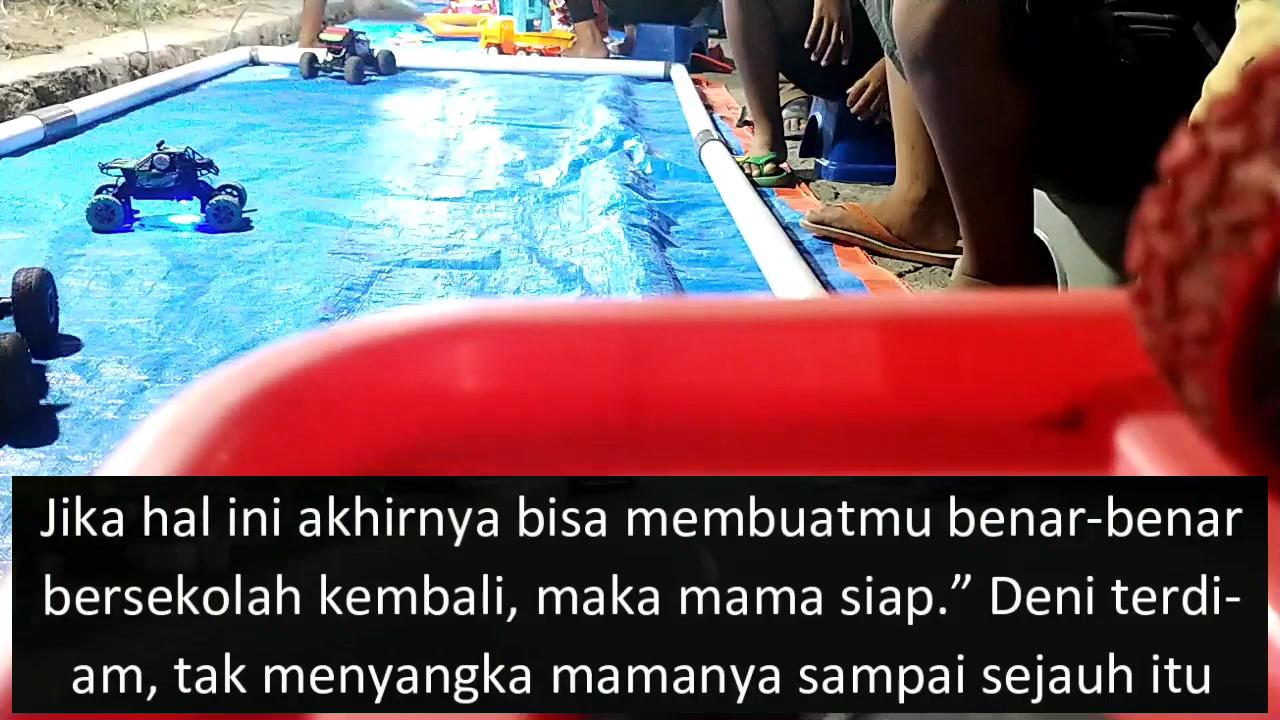 Jika hal ini akhirnya bisa membuatmu benar-benar
bersekolah kembali, maka mama siap.” Deni terdi-
am, tak menyangka mamanya sampai sejauh itu